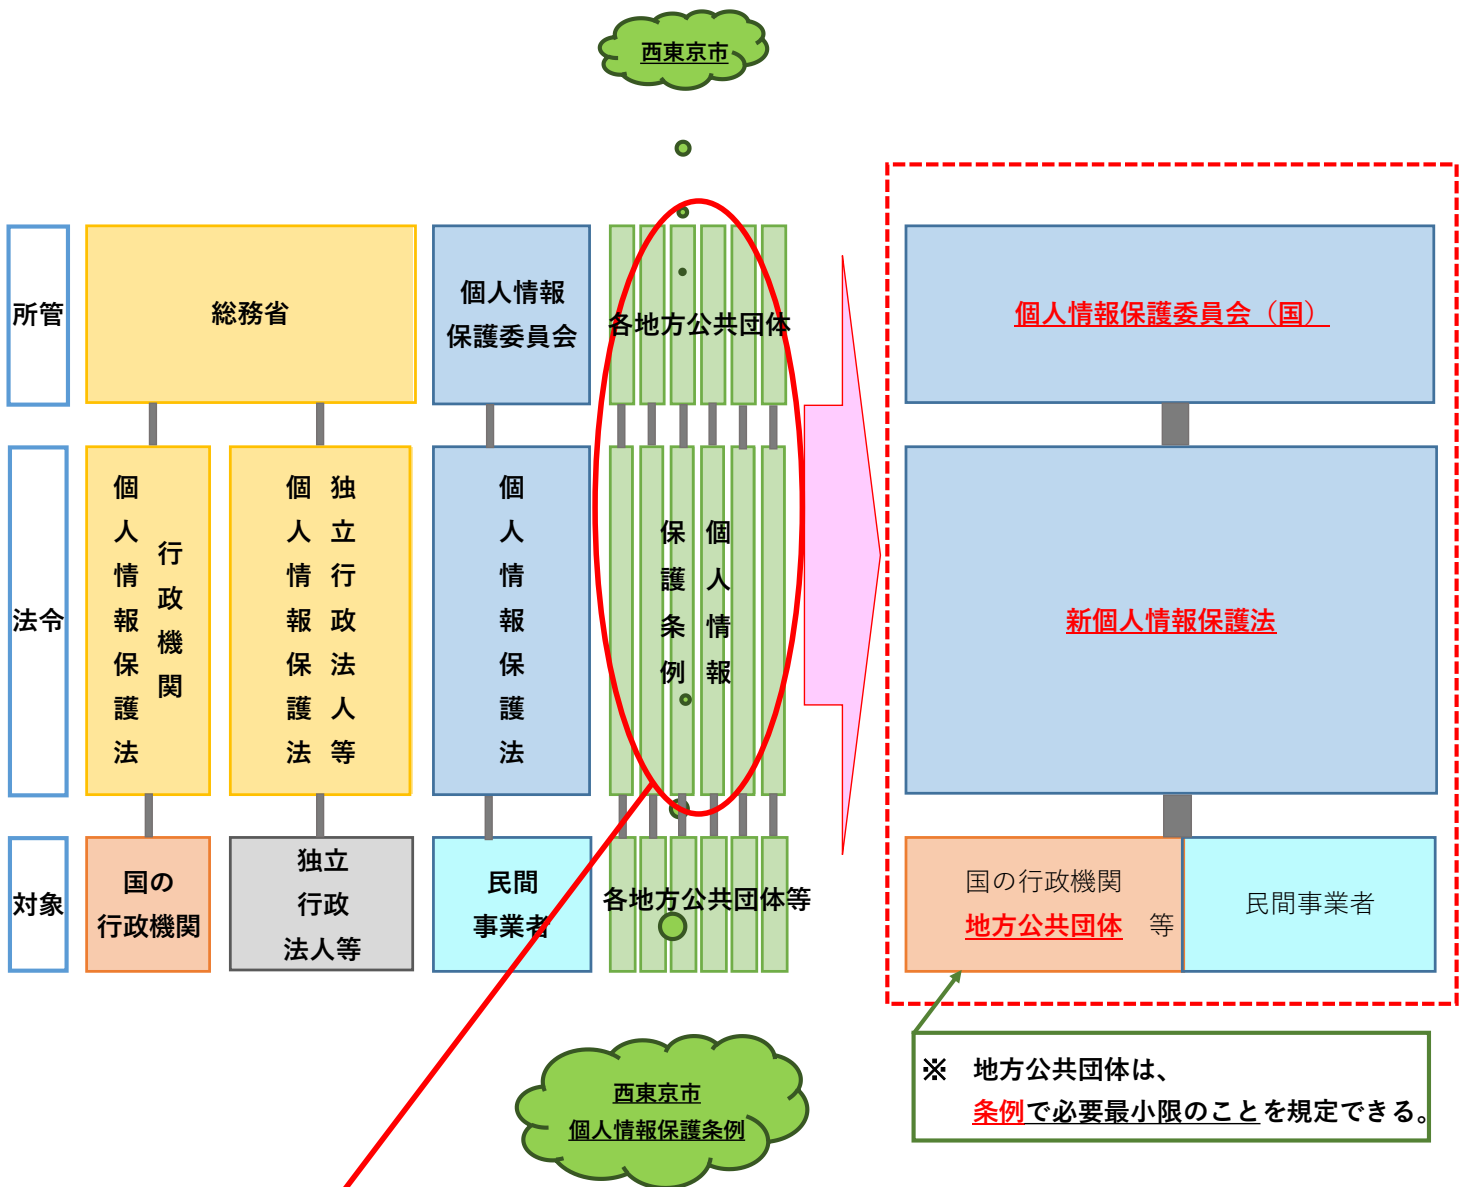 西東京市
所管
総務省
個人情報
保護委員会
各地方公共団体
個人情報保護委員会（国）
法令
行政機関
個人情報保護法
独立行政法人等
個人情報保護法
個人情報保護法
個人情報
保護条例
新個人情報保護法
対象
国の
行政機関
独立
行政
法人等
民間
事業者
各地方公共団体等
国の行政機関
地方公共団体　等
民間事業者
※　地方公共団体は、
条例で必要最小限のことを規定できる。
西東京市
個人情報保護条例